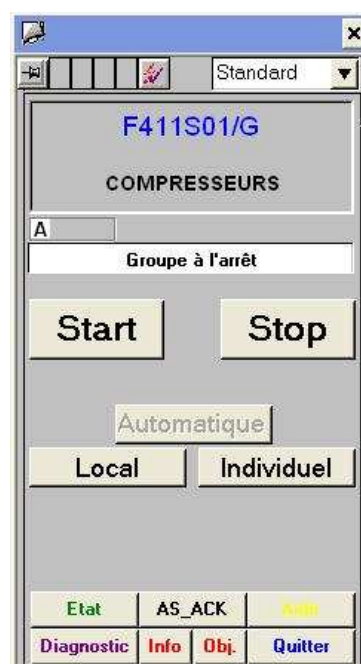 Standard
F411S01/G
COMPRESSEURS
A
Groupe à l'arrêt
Start Stop
Automatique
Local Individuel
Etat AS_ACK
Diagnostic Info Obj. Quitter